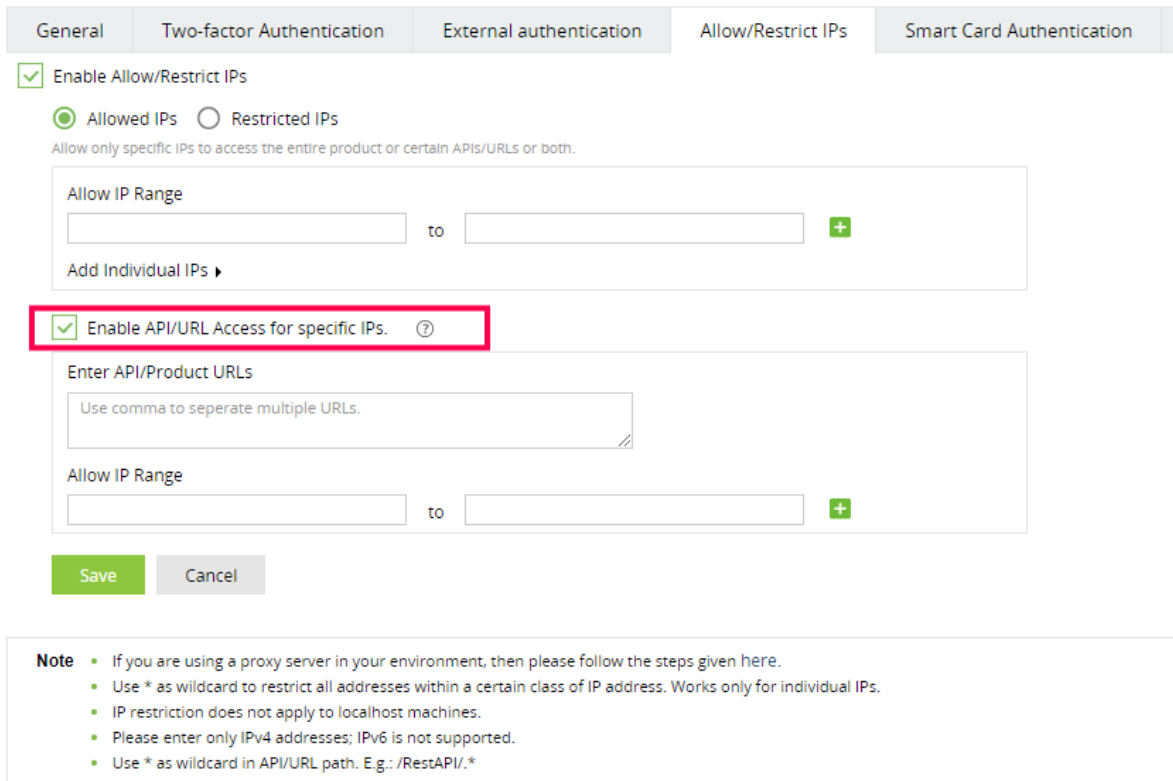 General Two-factor Authentication External authentication Allow/Restrict IPs Smart Card Authentication
Enable Allow/Restrict IPs
Allowed IPs Restricted IPs
Allow only specific IPs to access the entire product or certain APIs/URLs or both.
Allow IP Range
to
Add Individual IPs
Enable API/URL Access for specific IPs. ?
Enter API/Product URLs
Use comma to seperate multiple URLs.
Allow IP Range
to
Save Cancel
Note • If you are using a proxy server in your environment, then please follow the steps given here.
• Use * as wildcard to restrict all addresses within a certain class of IP address. Works only for individual IPs.
• IP restriction does not apply to localhost machines.
• Please enter only IPv4 addresses; IPv6 is not supported.
• Use * as wildcard in API/URL path. E.g.: /RestAPI/.*